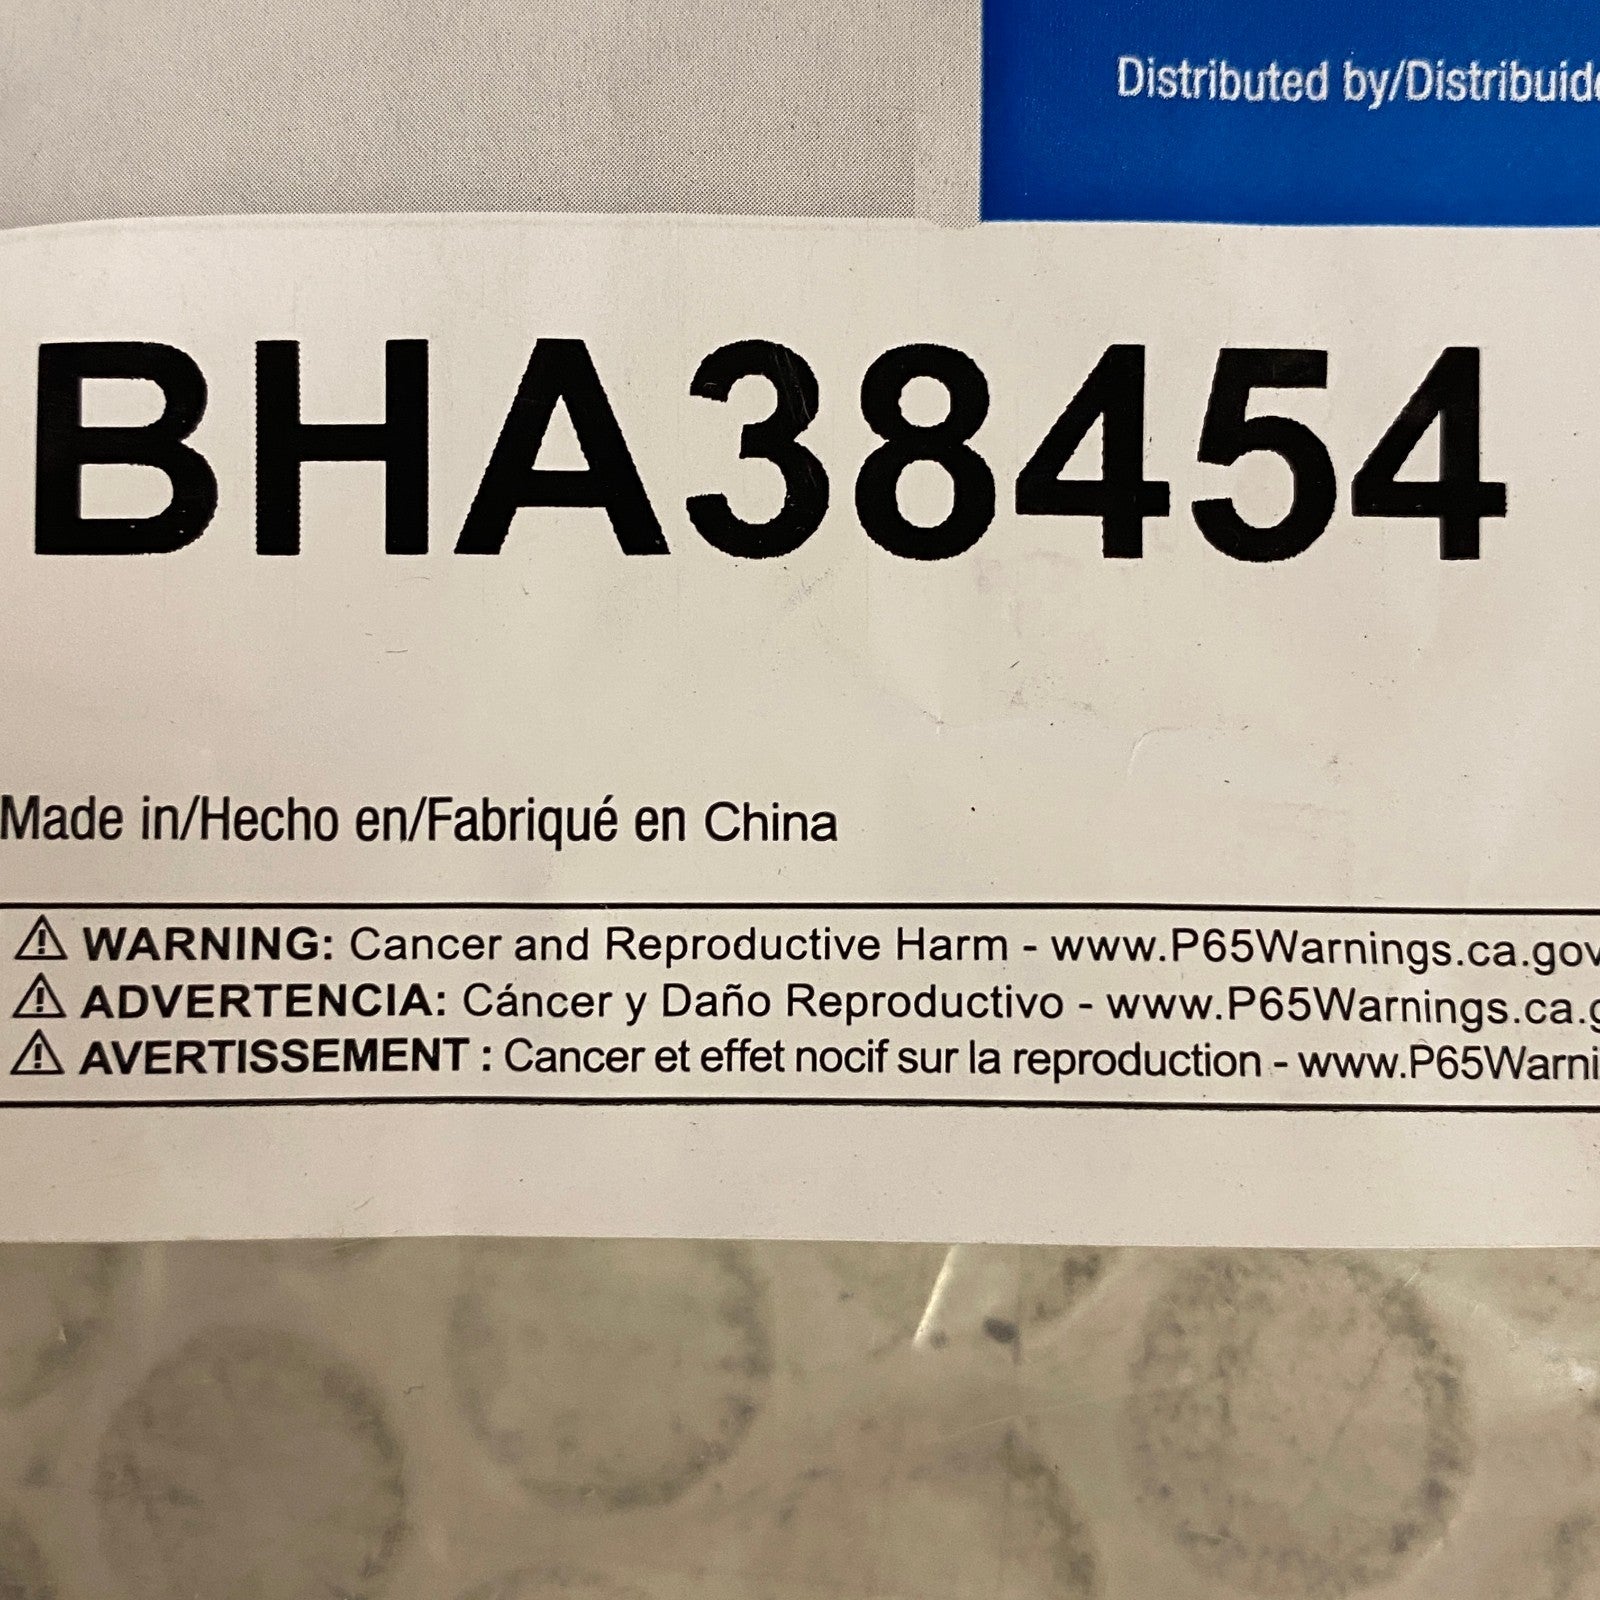 Distributed by/Distribuido
BHA38454
Made in/Hecho en/Fabriqué en China
⚠ WARNING: Cancer and Reproductive Harm - www.P65Warnings.ca.gov
⚠ ADVERTENCIA: Cáncer y Daño Reproductivo - www.P65Warnings.ca.g
⚠ AVERTISSEMENT : Cancer et effet nocif sur la reproduction - www.P65Warni